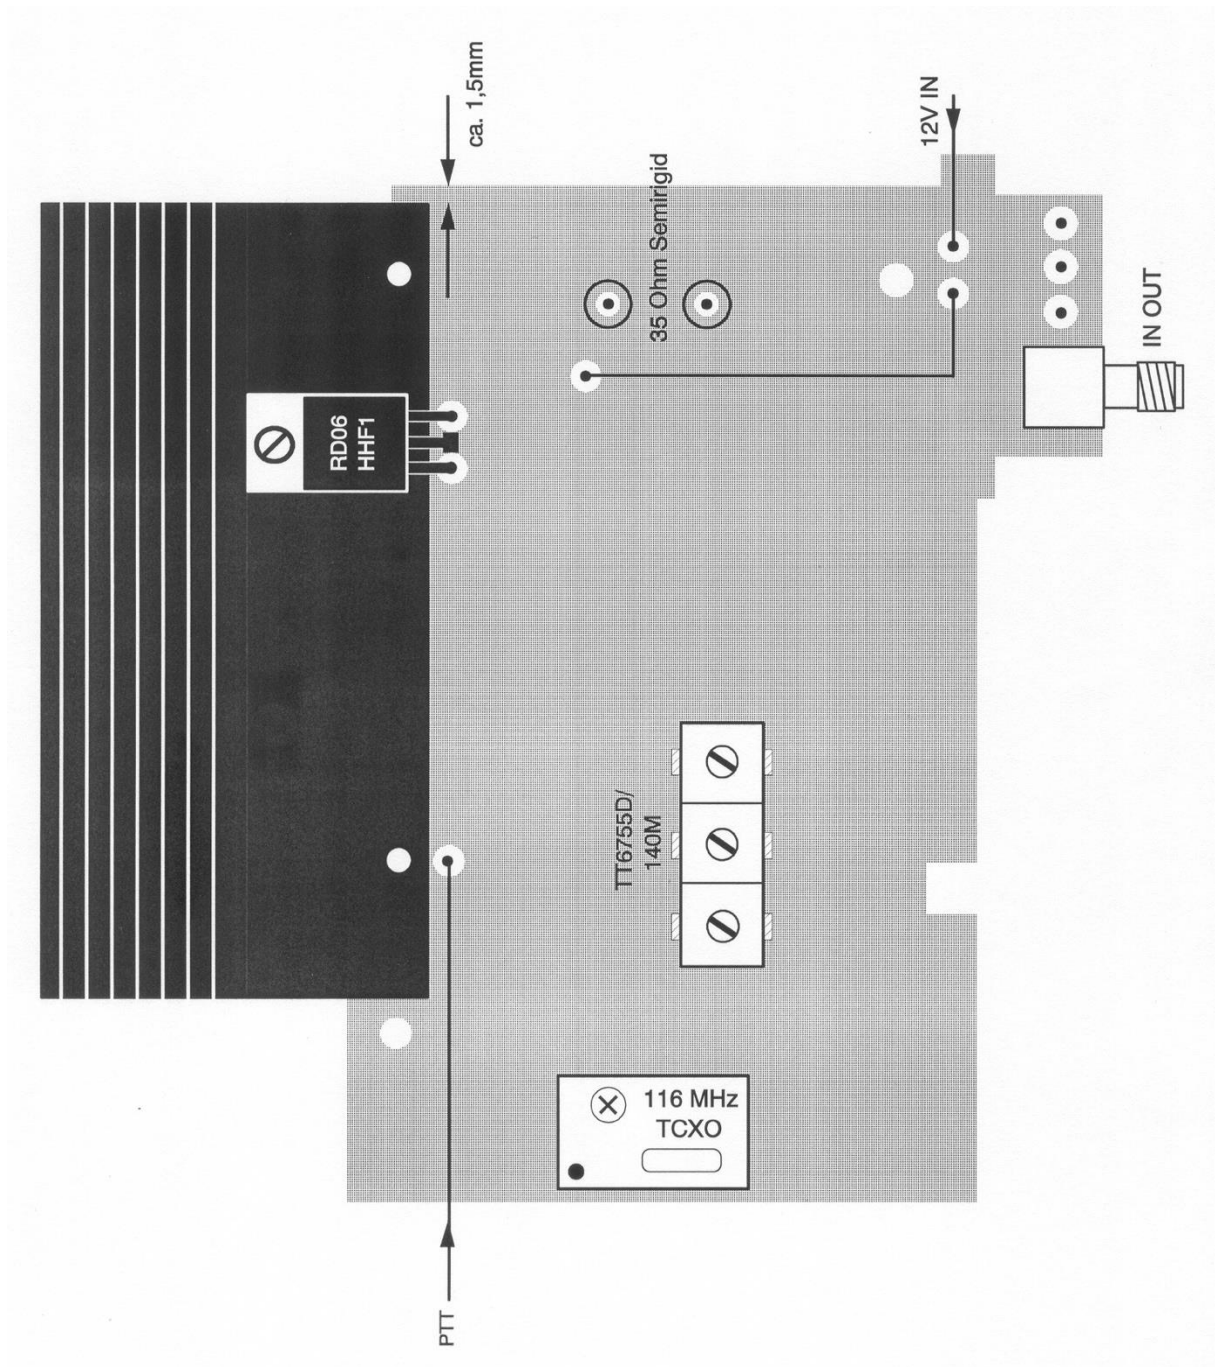 ca. 1,5mm
12V IN
35 Ohm Semirigid
RD06
HHF1
IN OUT
TT6755D/
140M
116 MHz
TCXO
PTT